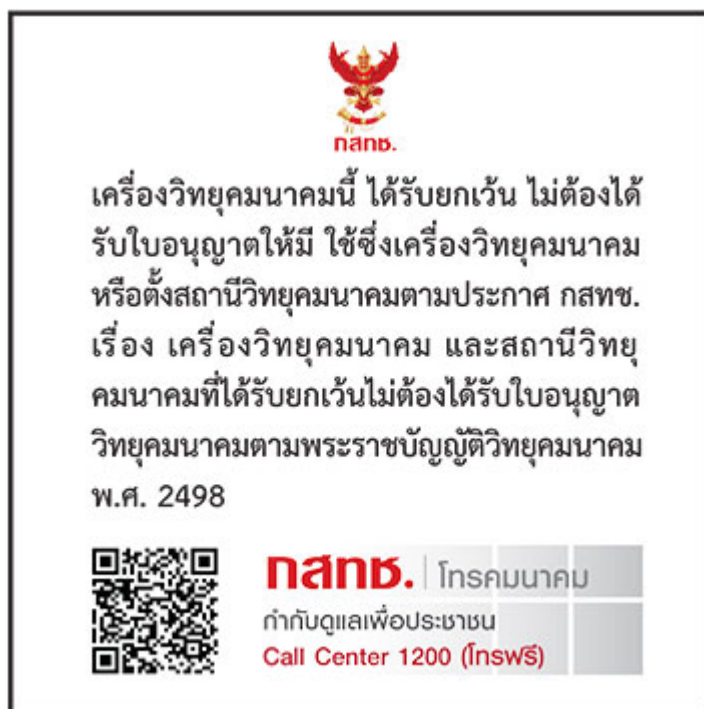 กสทช.
เครื่องวิทยุคมนาคมนี้ ได้รับยกเว้น ไม่ต้องได้
รับใบอนุญาตให้มี ใช้ซึ่งเครื่องวิทยุคมนาคม
หรือตั้งสถานีวิทยุคมนาคมตามประกาศ กสทช.
เรื่อง เครื่องวิทยุคมนาคม และสถานีวิทยุ
คมนาคมที่ได้รับยกเว้นไม่ต้องได้รับใบอนุญาต
วิทยุคมนาคมตามพระราชบัญญัติวิทยุคมนาคม
พ.ศ. 2498
กสทช. | โทรคมนาคม
กำกับดูแลเพื่อประชาชน
Call Center 1200 (โทรฟรี)